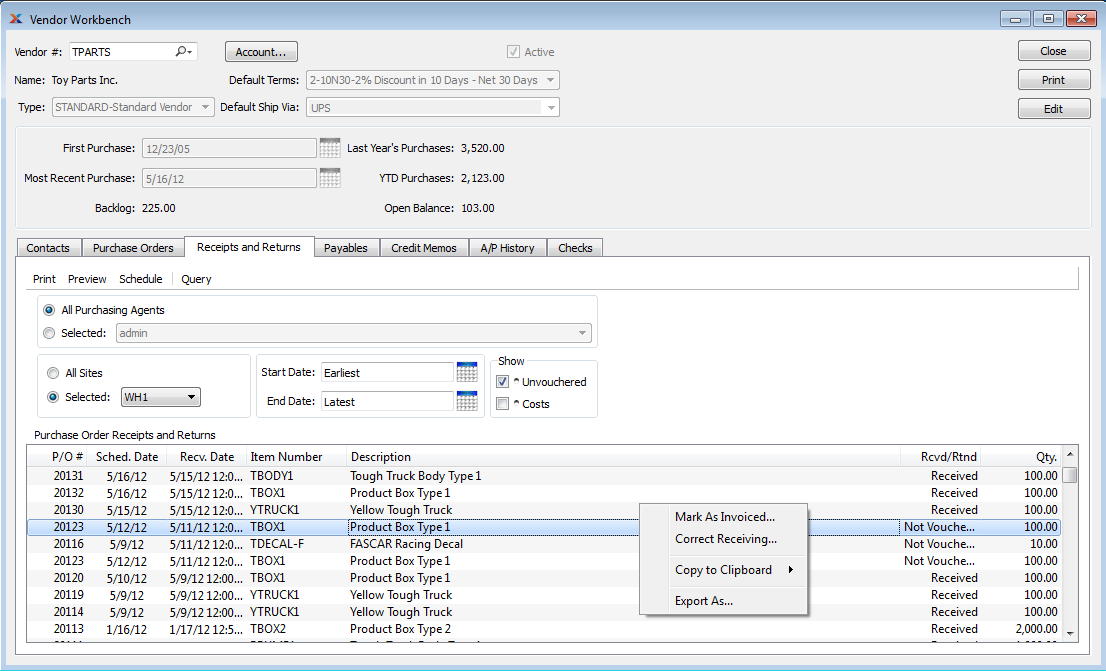 Vendor Workbench
Vendor #: TPARTS Account... Active Close
Name: Toy Parts Inc. Default Terms: 2-10N30-2% Discount in 10 Days - Net 30 Days Print
Type: STANDARD-Standard Vendor Default Ship Via: UPS Edit
First Purchase: 12/23/05 Last Year's Purchases: 3,520.00
Most Recent Purchase: 5/16/12 YTD Purchases: 2,123.00
Backlog: 225.00 Open Balance: 103.00
Contacts Purchase Orders Receipts and Returns Payables Credit Memos A/P History Checks
Print Preview Schedule Query
All Purchasing Agents
Selected: admin
All Sites Start Date: Earliest Show
^ Unvouchered
Selected: WH1 End Date: Latest ^ Costs
Purchase Order Receipts and Returns
P/O # Sched. Date Recv. Date Item Number Description Rcvd/Rtnd Qty.
20131 5/16/12 5/15/12 12:0... TBODY1 Tough Truck Body Type 1 Received 100.00
20132 5/16/12 5/15/12 12:0... TBOX1 Product Box Type 1 Received 100.00
20130 5/16/12 5/15/12 12:0... YTRUCK1 Yellow Tough Truck Received 100.00
20123 5/12/12 5/11/12 12:0... TBOX1 Product Box Type 1 Not Vouche... 100.00
20116 5/9/12 5/11/12 12:0... TDECAL-F FASCAR Racing Decal Not Vouche... 10.00
20123 5/12/12 5/11/12 12:0... TBOX1 Product Box Type 1 Not Vouche... 100.00
20120 5/10/12 5/9/12 12:00... TBOX1 Product Box Type 1 Received 100.00
20119 5/9/12 5/9/12 12:00... YTRUCK1 Yellow Tough Truck Received 100.00
20114 5/9/12 5/9/12 12:00... YTRUCK1 Yellow Tough Truck Received 100.00
20113 1/16/12 1/17/12 12:5... TBOX2 Product Box Type 2 Received 2,000.00
Mark As Invoiced...
Correct Receiving...
Copy to Clipboard
Export As...